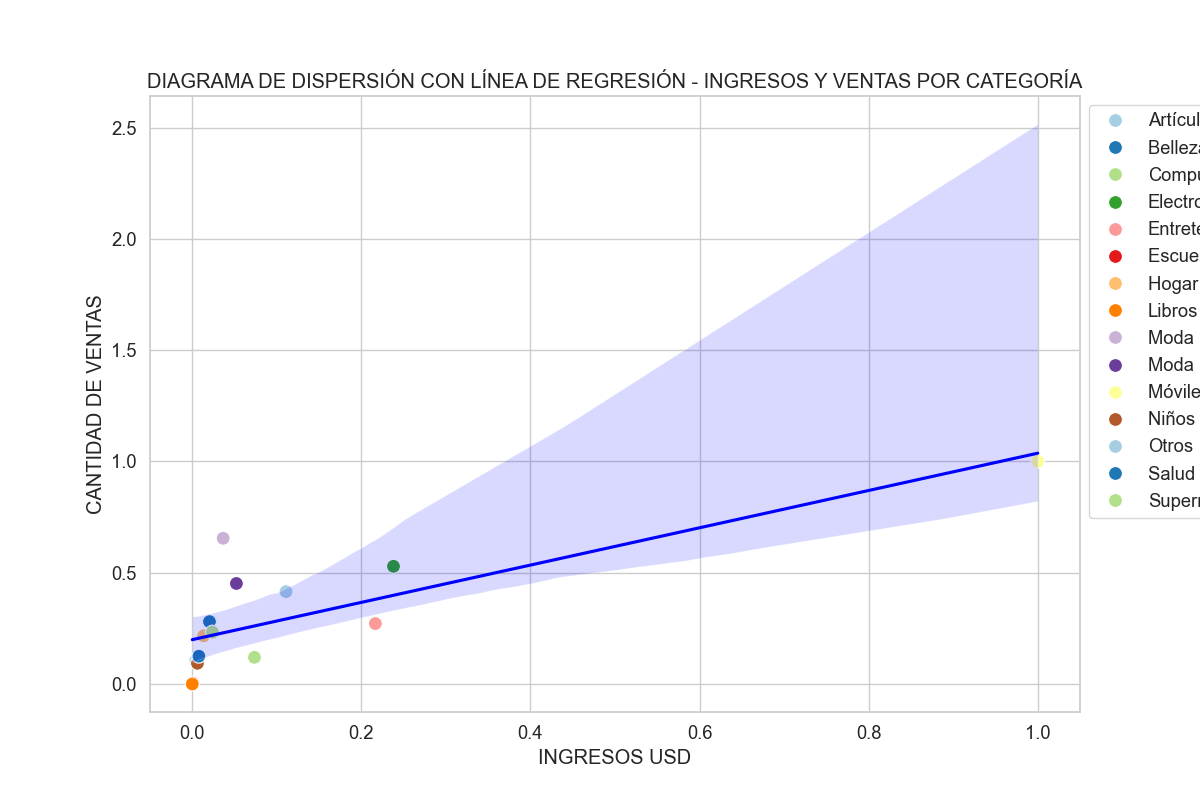 DIAGRAMA DE DISPERSIÓN CON LÍNEA DE REGRESIÓN - INGRESOS Y VENTAS POR CATEGORÍA
CANTIDAD DE VENTAS
2.5
2.0
1.5
1.0
0.5
0.0
0.0 0.2 0.4 0.6 0.8 1.0
INGRESOS USD
Artícul
Belleza
Compu
Electro
Entrete
Escue
Hogar
Libros
Moda
Moda
Móvile
Niños
Otros
Salud
Super